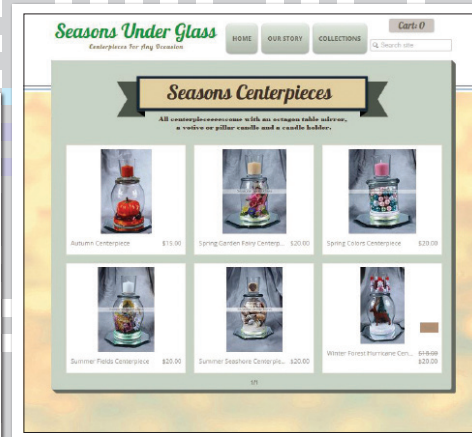 Seasons Under Glass
Centerpieces For Any Occasion
HOME
OUR STORY
COLLECTIONS
Cart: 0
Search site
Seasons Centerpieces
All centerpieceeescome with an octagon table mirror,
a votive or pillar candle and a candle holder.
Autumn Centerpiece $15.00
Spring Garden Fairy Centerp... $20.00
Spring Colors Centerpiece $20.00
Summer Fields Centerpiece $20.00
Summer Seashore Centerpie... $20.00
Winter Forest Hurricane Cen...
$20.00
1/1